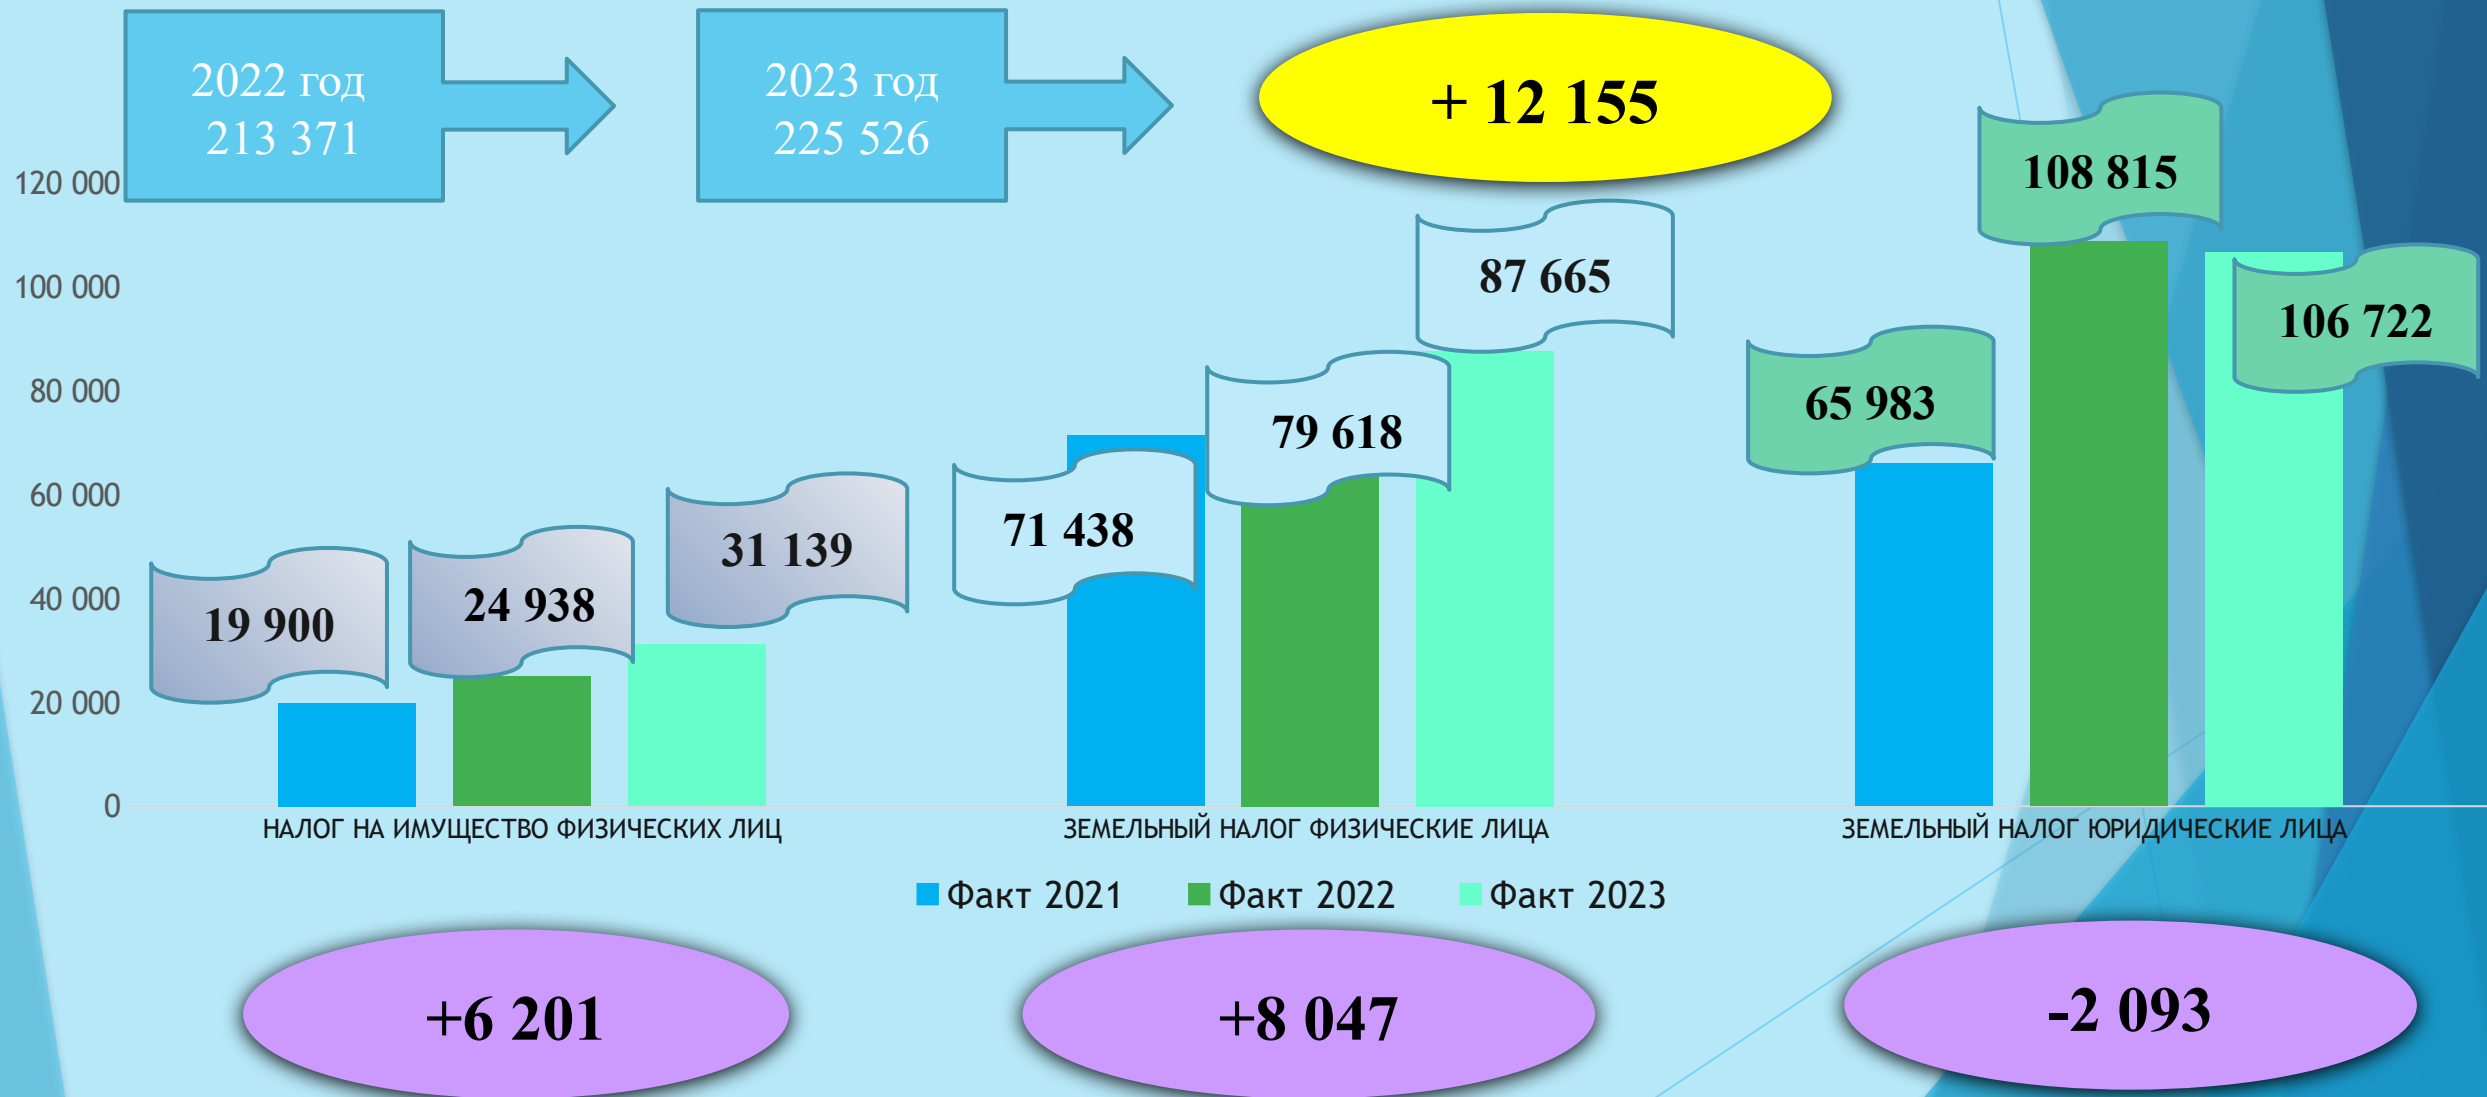 2022 год
213 371
2023 год
225 526
+ 12 155
120 000
100 000
80 000
60 000
40 000
20 000
0
19 900
24 938
31 139
71 438
79 618
87 665
65 983
108 815
106 722
НАЛОГ НА ИМУЩЕСТВО ФИЗИЧЕСКИХ ЛИЦ
ЗЕМЕЛЬНЫЙ НАЛОГ ФИЗИЧЕСКИЕ ЛИЦА
ЗЕМЕЛЬНЫЙ НАЛОГ ЮРИДИЧЕСКИЕ ЛИЦА
Факт 2021
Факт 2022
Факт 2023
+6 201
+8 047
-2 093